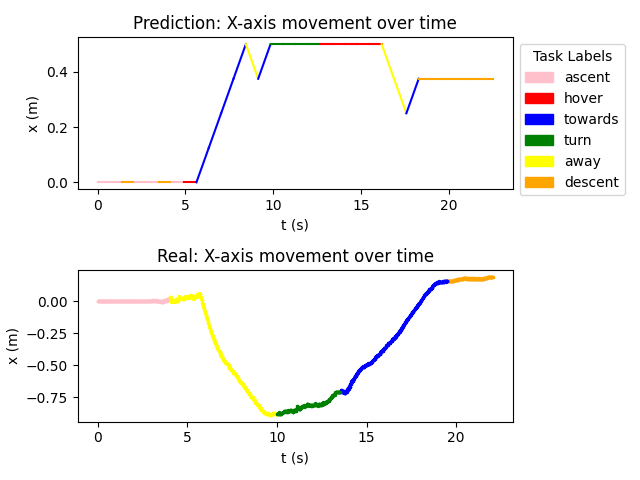 Prediction: X-axis movement over time
x (m)
0.4
0.2
0.0
0 5 10 15 20
t (s)
Task Labels
ascent
hover
towards
turn
away
descent
Real: X-axis movement over time
x (m)
0.00
−0.25
−0.50
−0.75
0 5 10 15 20
t (s)